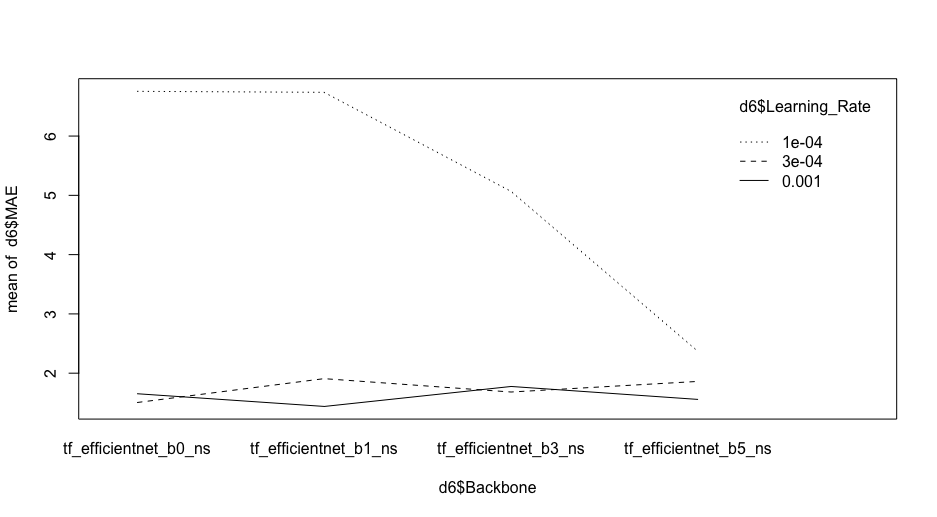 d6$Learning_Rate
1e-04
3e-04
0.001
mean of d6$MAE
6
5
4
3
2
tf_efficientnet_b0_ns tf_efficientnet_b1_ns tf_efficientnet_b3_ns tf_efficientnet_b5_ns
d6$Backbone